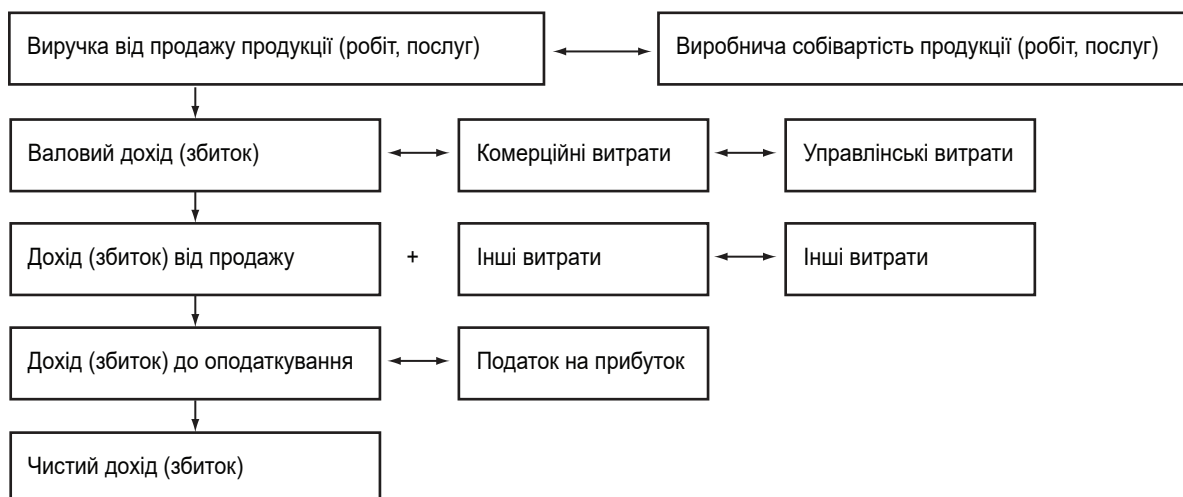 Виручка від продажу продукції (робіт, послуг)
Виробнича собівартість продукції (робіт, послуг)
Валовий дохід (збиток)
Комерційні витрати
Управлінські витрати
Дохід (збиток) від продажу
+
Інші витрати
Інші витрати
Дохід (збиток) до оподаткування
Податок на прибуток
Чистий дохід (збиток)